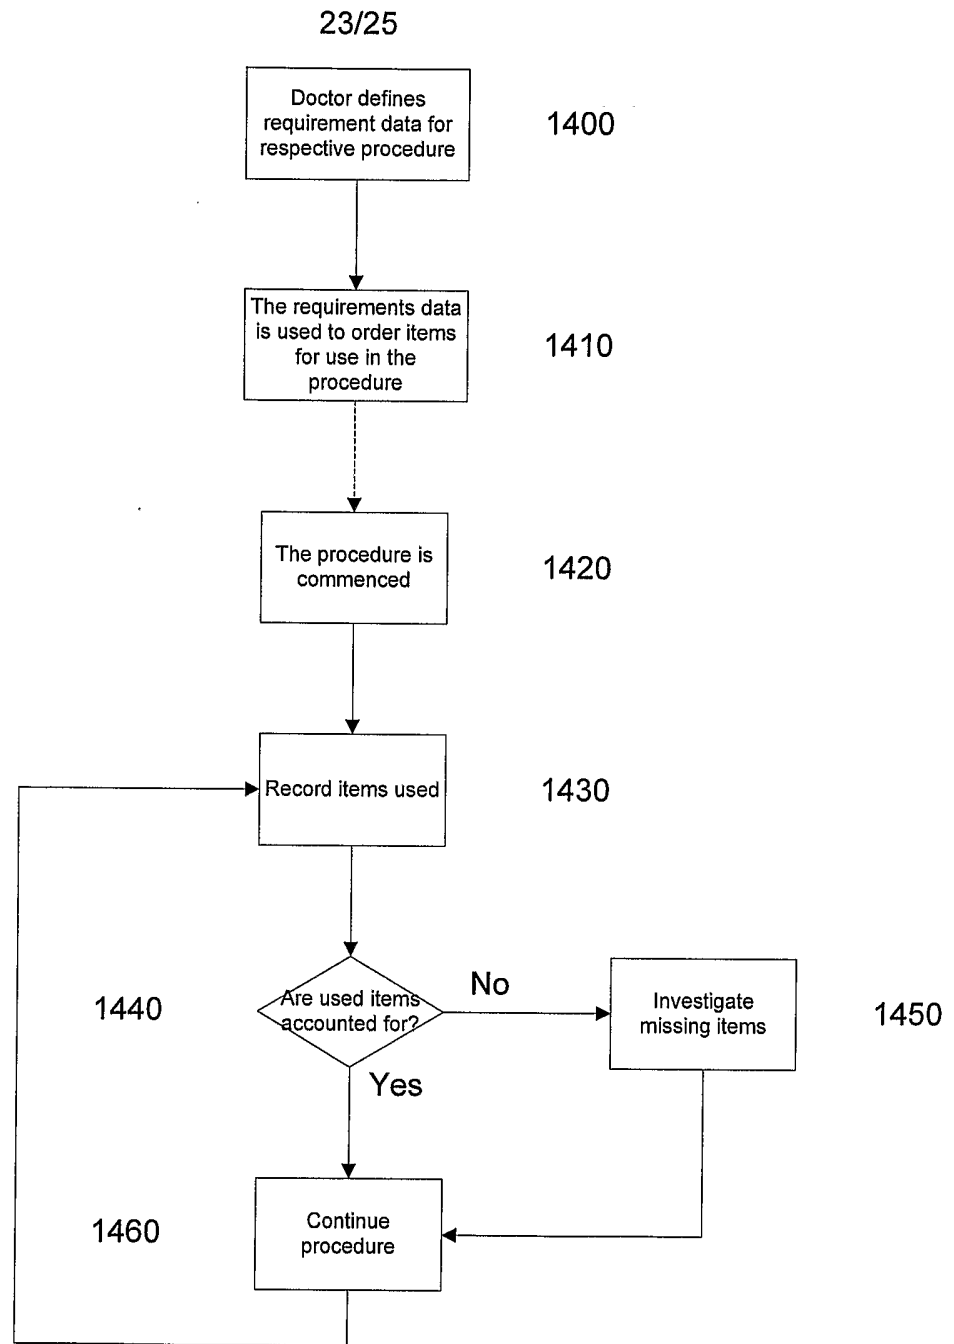 23/25
Doctor defines
requirement data for
respective procedure
1400
The requirements data
is used to order items
for use in the
procedure
1410
The procedure is
commenced
1420
Record items used
1430
1440
Are used items
accounted for?
No
Investigate
missing items
1450
Yes
1460
Continue
procedure